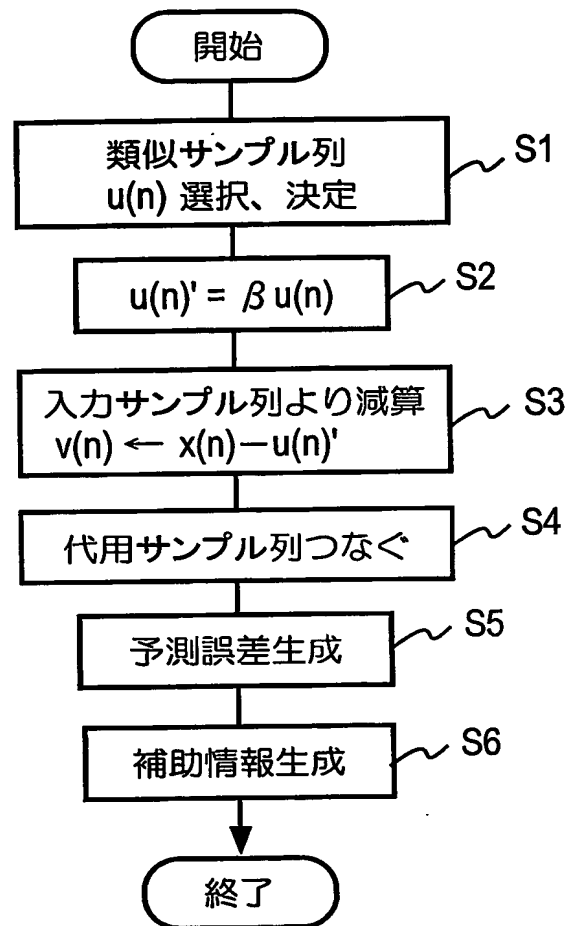 開始
類似サンプル列
u(n) 選択、決定
S1
u(n)' = β u(n)
S2
入力サンプル列より減算
v(n) ← x(n)−u(n)'
S3
代用サンプル列つなぐ
S4
予測誤差生成
S5
補助情報生成
S6
終了